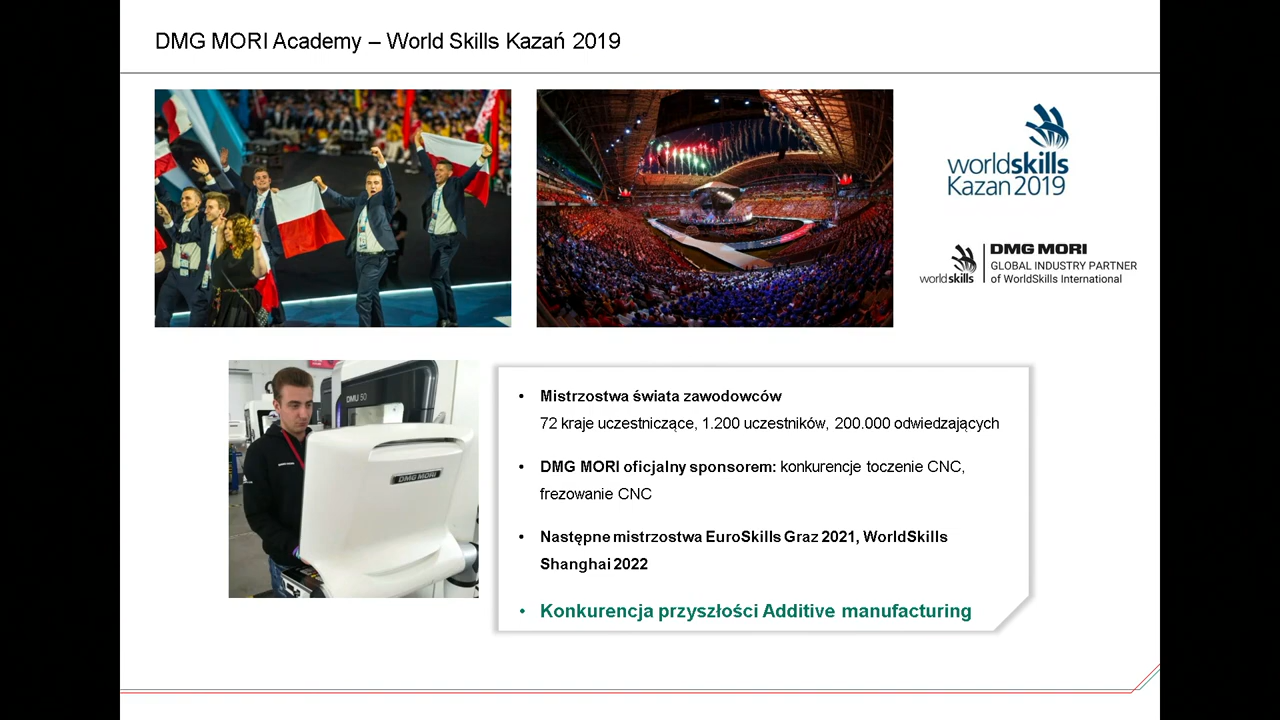 DMG MORI Academy – World Skills Kazań 2019
worldskills
Kazan 2019
DMG MORI
GLOBAL INDUSTRY PARTNER
of WorldSkills International
worldskills
DMU 50
DMG MORI
• Mistrzostwa świata zawodowców
72 kraje uczestniczące, 1.200 uczestników, 200.000 odwiedzających
• DMG MORI oficjalny sponsorem: konkurencje toczenie CNC,
frezowanie CNC
• Następne mistrzostwa EuroSkills Graz 2021, WorldSkills
Shanghai 2022
• Konkurencja przyszłości Additive manufacturing